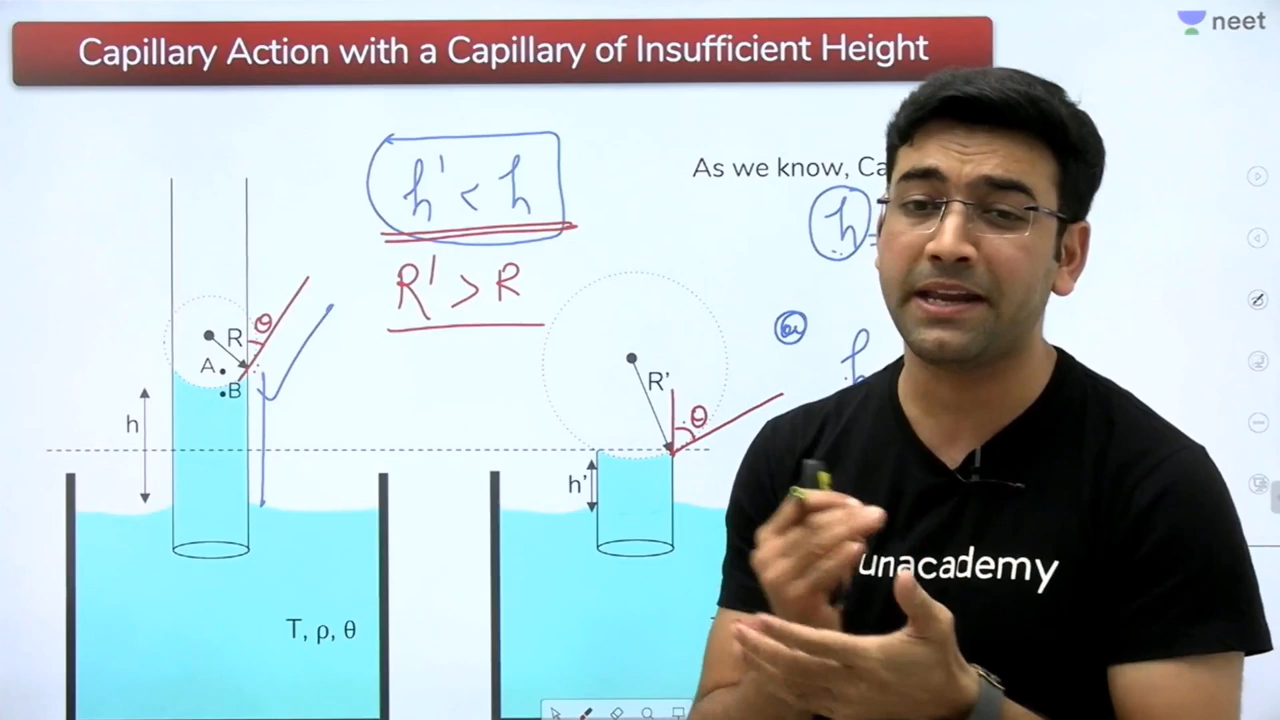 Capillary Action with a Capillary of Insufficient Height
neet
h' < h
R' > R
As we know, Ca
h =
R
θ
A
B
h
R'
θ
h'
h
T, ρ, θ
unacademy